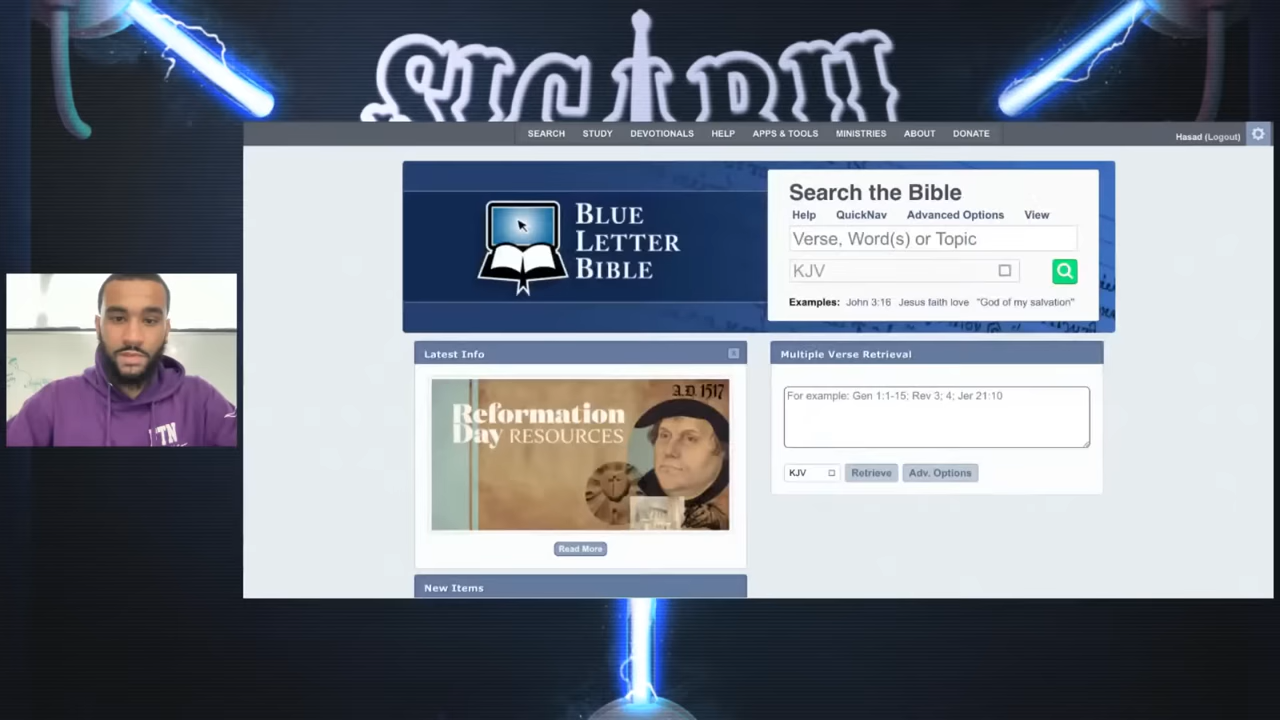 SICARII
SEARCH STUDY DEVOTIONALS HELP APPS & TOOLS MINISTRIES ABOUT DONATE
Hasad (Logout)
BLUE
LETTER
BIBLE
Search the Bible
Help QuickNav Advanced Options View
Verse, Word(s) or Topic
KJV
Examples: John 3:16 Jesus faith love "God of my salvation"
Latest Info
A.D 1517
Reformation
Day RESOURCES
Read More
New Items
Multiple Verse Retrieval
For example: Gen 1:1-15; Rev 3; 4; Jer 21:10
KJV Retrieve Adv. Options